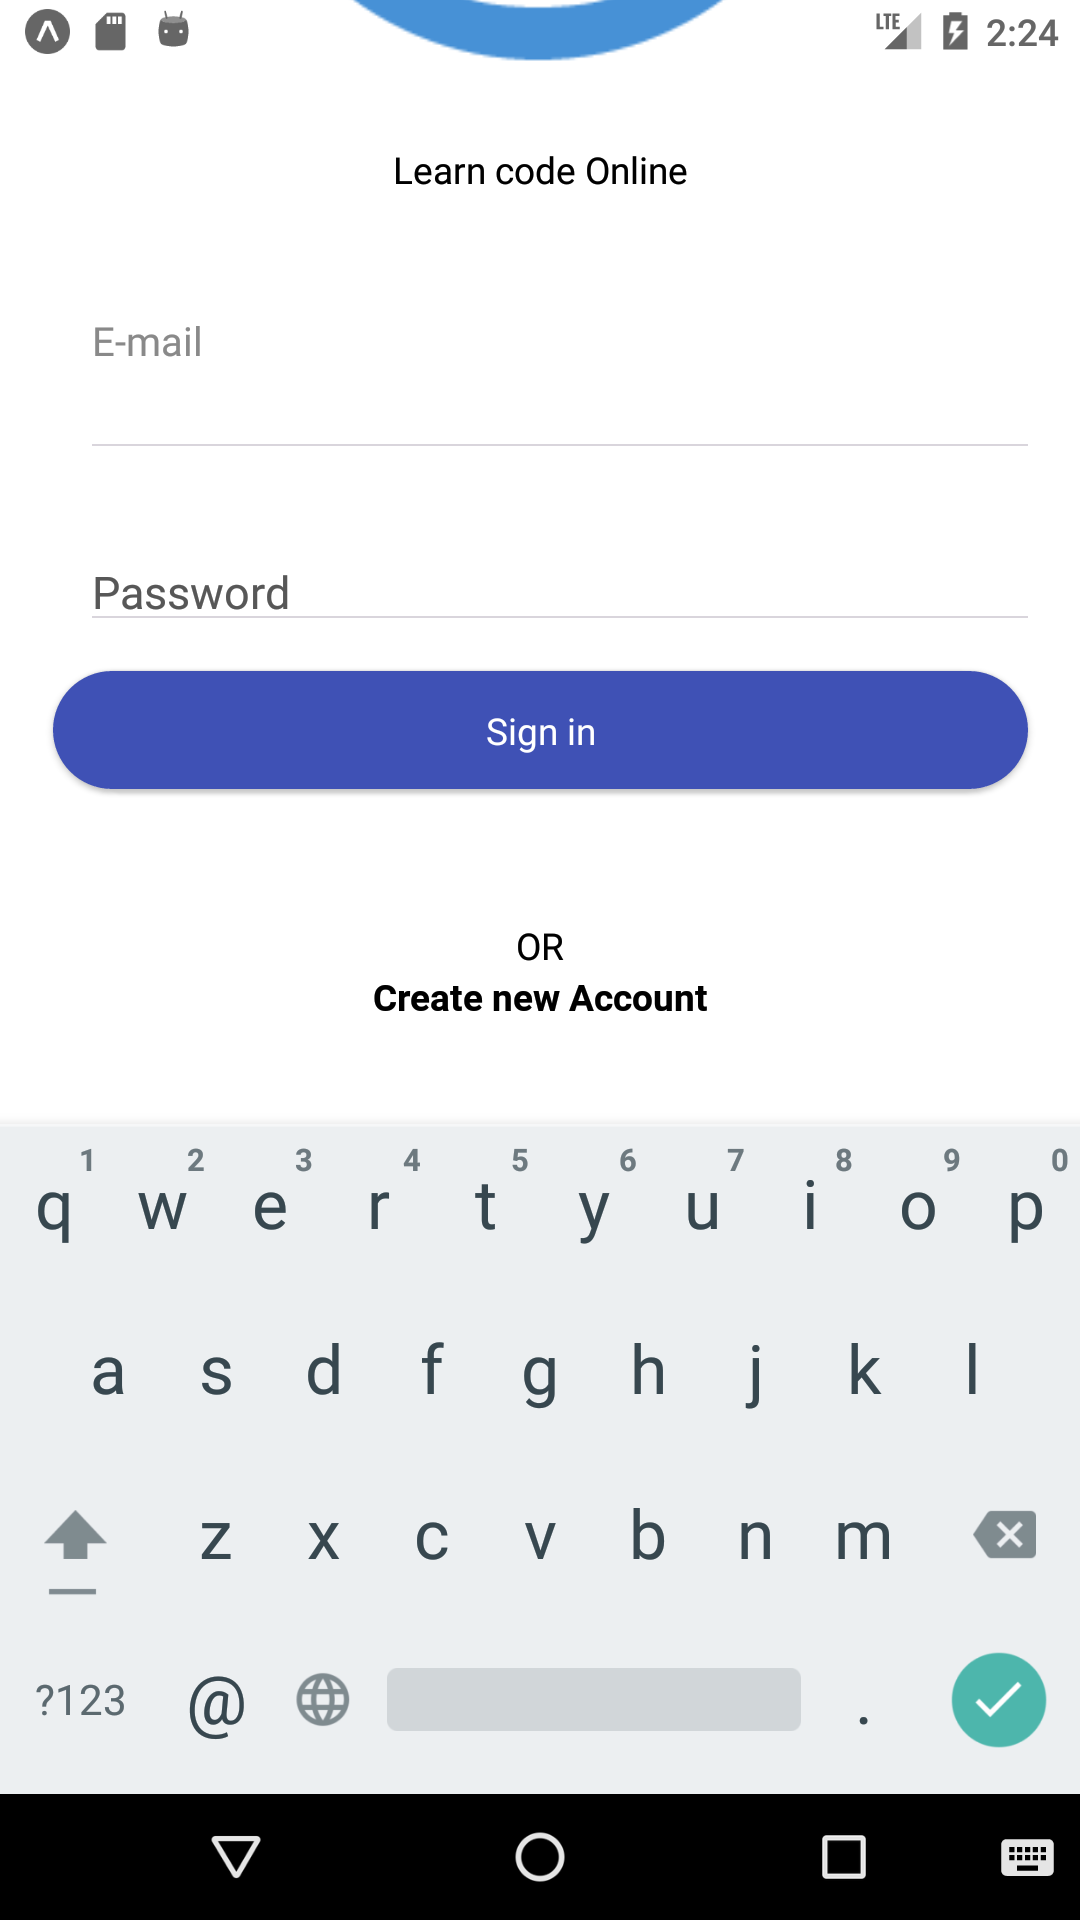 LTE 2:24
Learn code Online
E-mail
Password
Sign in
OR
Create new Account
1 2 3 4 5 6 7 8 9 0
q w e r t y u i o p
a s d f g h j k l
z x c v b n m
?123 @ .